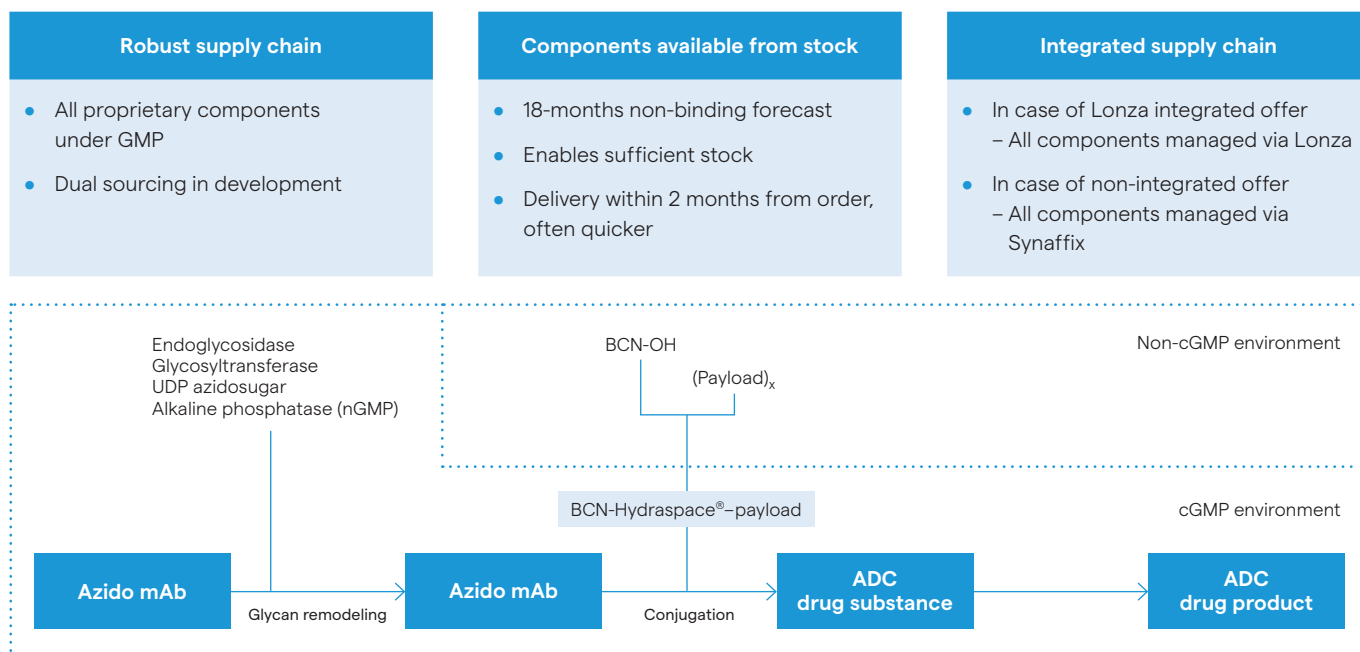 Robust supply chain
• All proprietary components
under GMP
• Dual sourcing in development
Components available from stock
• 18-months non-binding forecast
• Enables sufficient stock
• Delivery within 2 months from order,
often quicker
Integrated supply chain
• In case of Lonza integrated offer
– All components managed via Lonza
• In case of non-integrated offer
– All components managed via
Synaffix
Endoglycosidase
Glycosyltransferase
UDP azidosugar
Alkaline phosphatase (nGMP)
BCN-OH
(Payload)x
Non-cGMP environment
BCN-Hydraspace®–payload
cGMP environment
Azido mAb
Glycan remodeling
Azido mAb
Conjugation
ADC
drug substance
ADC
drug product